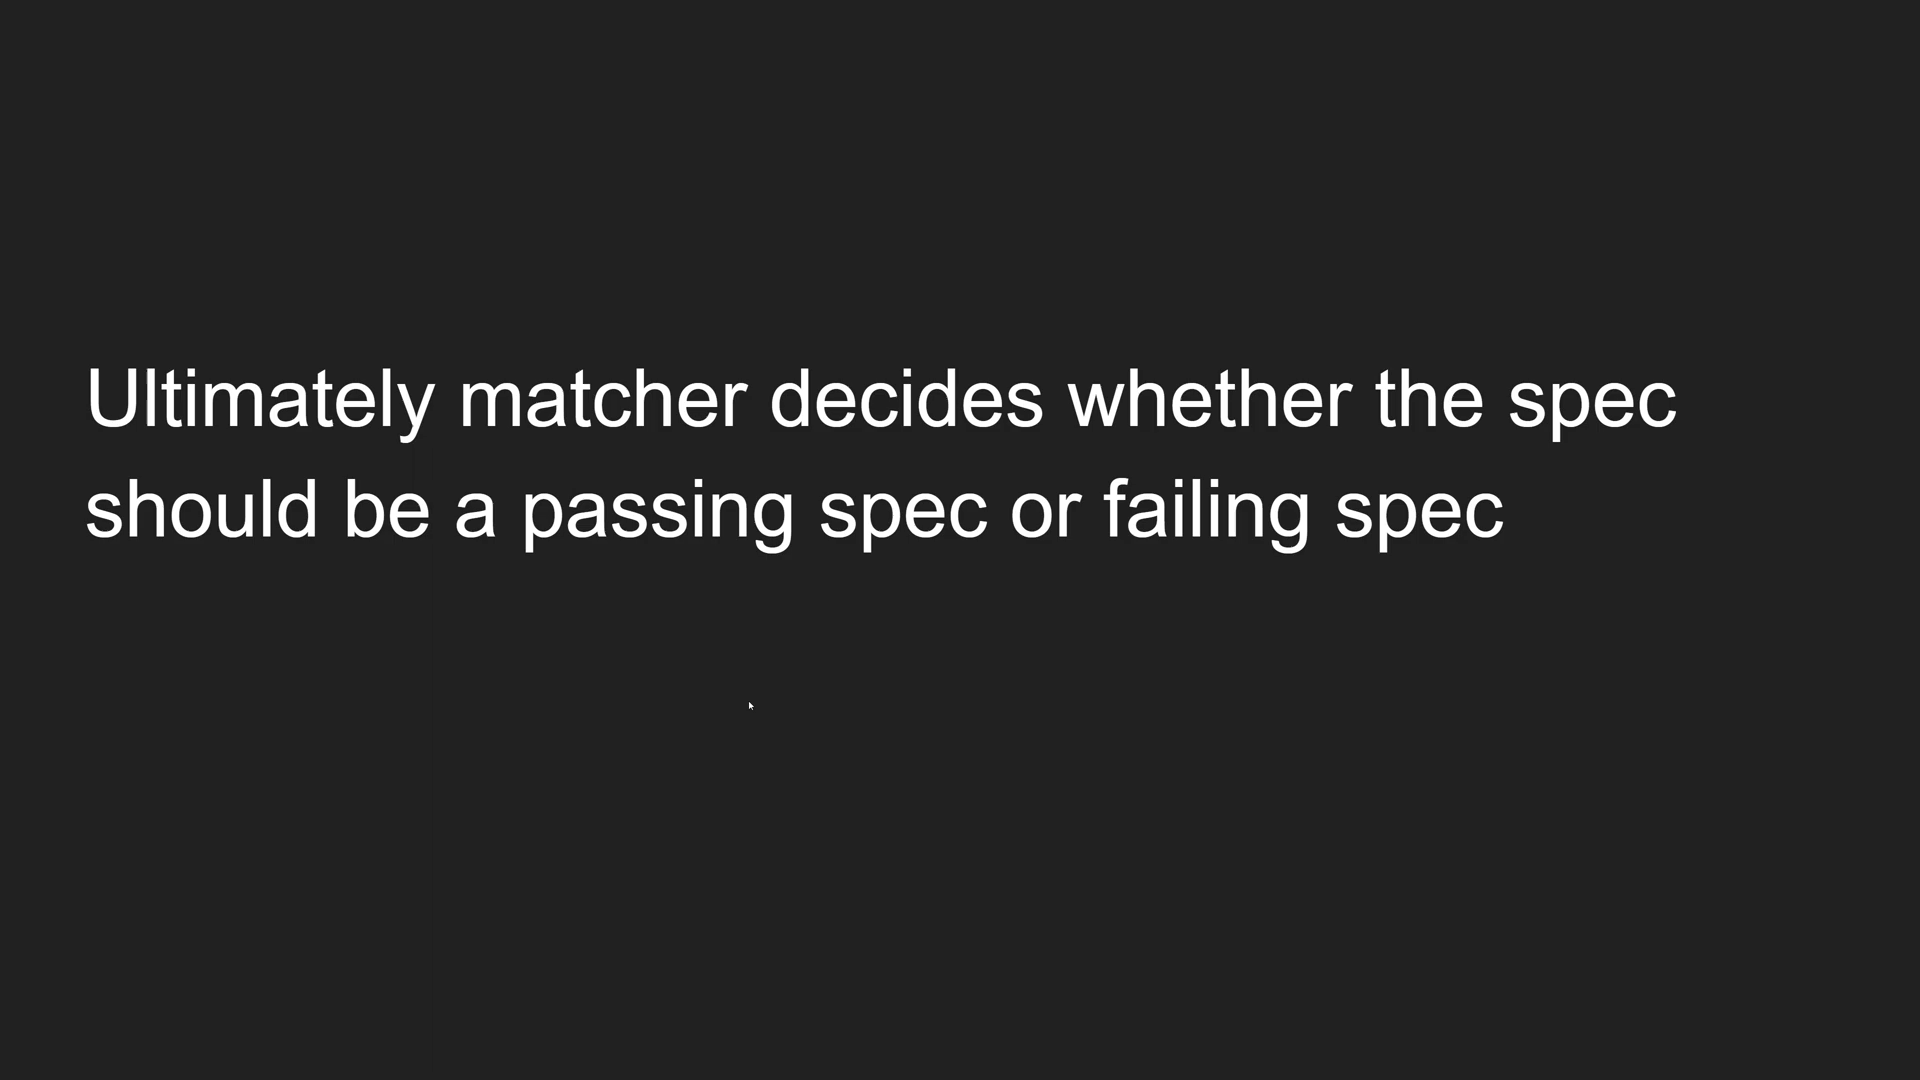 Ultimately matcher decides whether the spec
should be a passing spec or failing spec